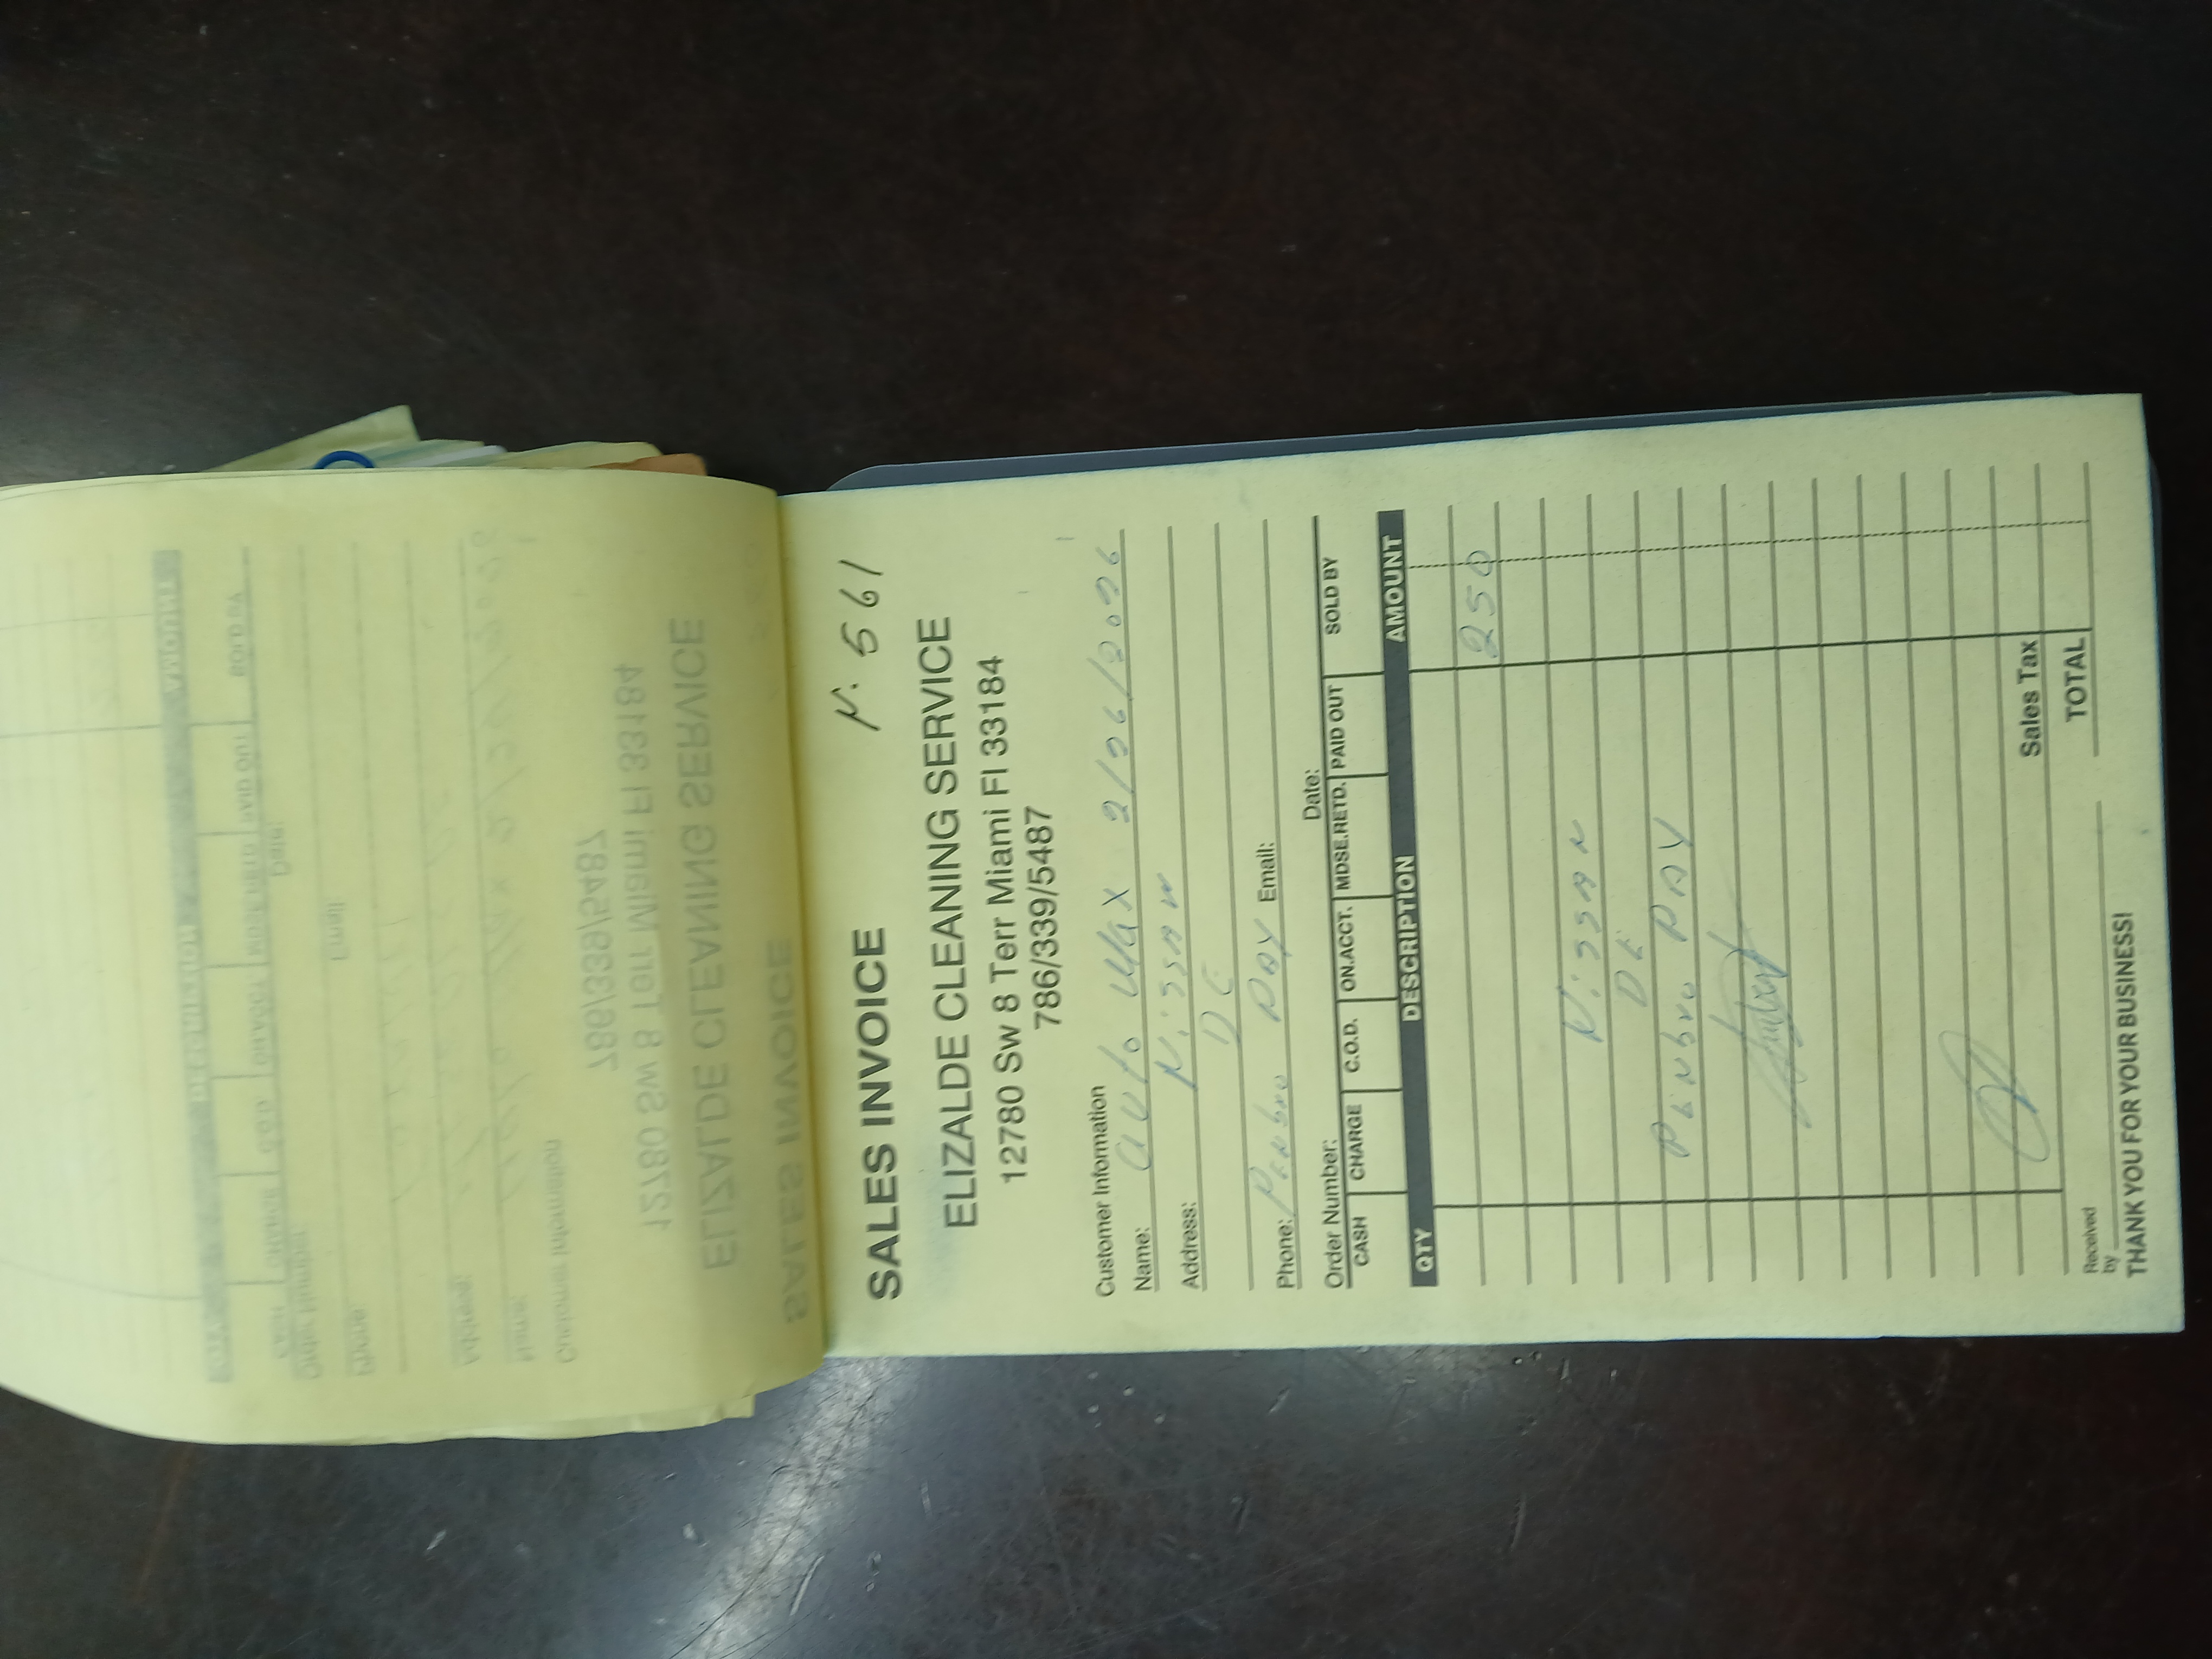 SALES INVOICE N. 561
ELIZALDE CLEANING SERVICE
12780 Sw 8 Terr Miami Fl 33184
786/339/5487
Customer Information
Name: auto Wax 2/26/2026
Address: Nissan
DE
Phone: Penbro PAY Email:
Order Number: Date:
CASH CHARGE C.O.D. ON.ACCT. MDSE.RETD. PAID OUT SOLD BY
QTY DESCRIPTION AMOUNT
250
Nissan
DE
Penbro PAY
Sales Tax
TOTAL
Received
by
THANK YOU FOR YOUR BUSINESS!